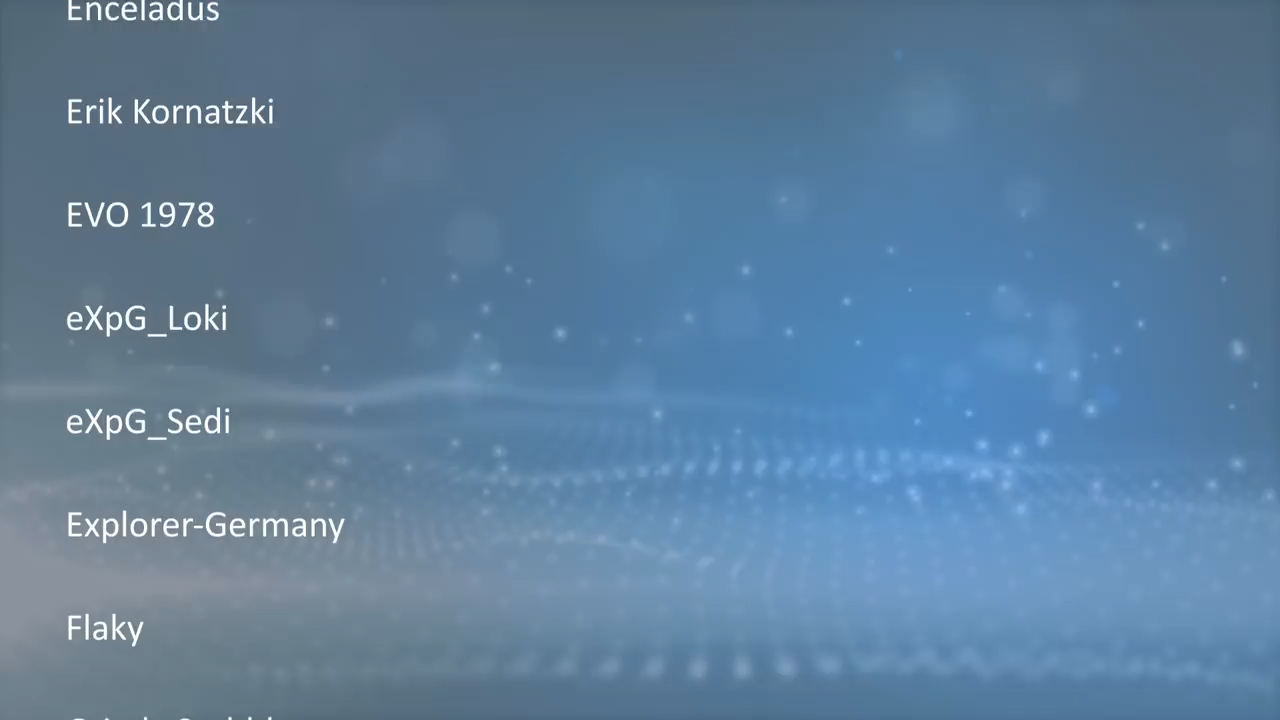 Enceladus
Erik Kornatzki
EVO 1978
eXpG_Loki
eXpG_Sedi
Explorer-Germany
Flaky